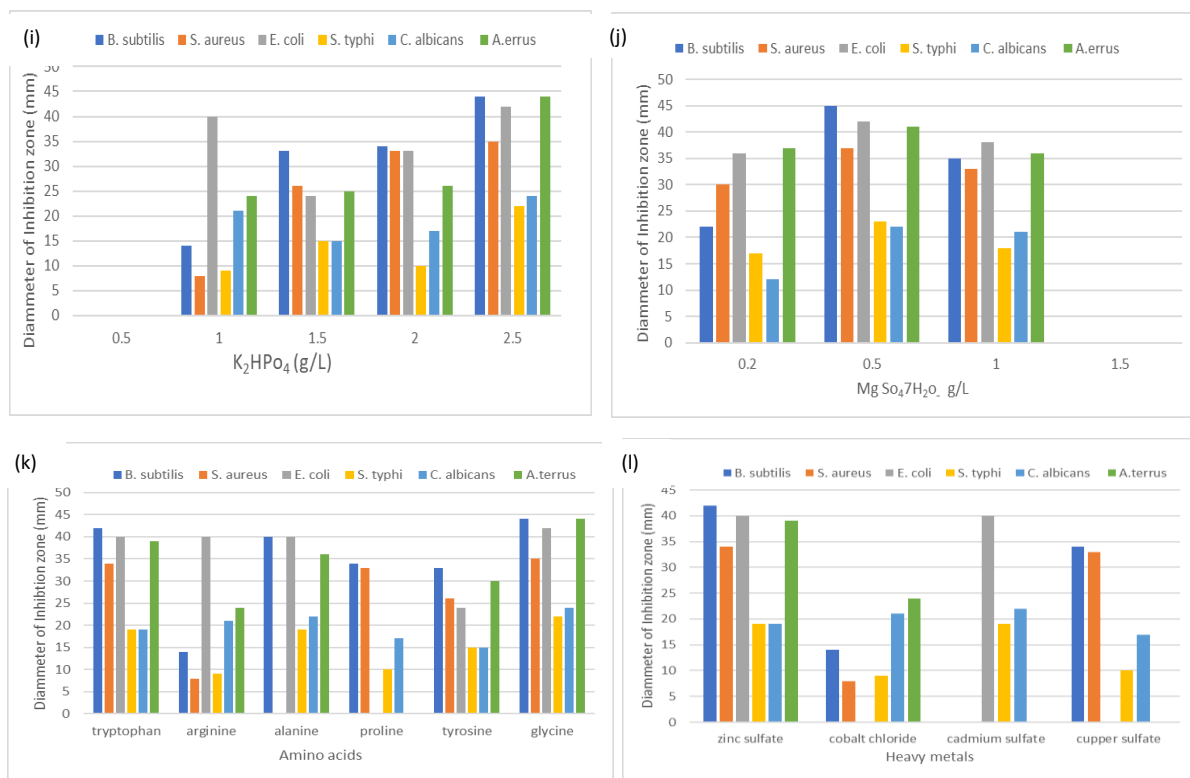 (i)
B. subtilis S. aureus E. coli S. typhi C. albicans A.errus
Diammeter of Inhibition zone (mm)
50
45
40
35
30
25
20
15
10
5
0
0.5 1 1.5 2 2.5
K2HPo4 (g/L)
(j)
B. subtilis S. aureus E. coli S. typhi C. albicans A.errus
Diammeter of Inhibition zone (mm)
50
45
40
35
30
25
20
15
10
5
0
0.2 0.5 1 1.5
Mg So47H2o_ g/L
(k)
B. subtilis S. aureus E. coli S. typhi C. albicans A.terrus
Diammeter of Inhibtion zone (mm)
50
45
40
35
30
25
20
15
10
5
0
tryptophan arginine alanine proline tyrosine glycine
Amino acids
(l)
B. subtilis S. aureus E. coli S. typhi C. albicans A.terrus
Diammeter of Inhibition zone (mm)
45
40
35
30
25
20
15
10
5
0
zinc sulfate cobalt chloride cadmium sulfate cupper sulfate
Heavy metals